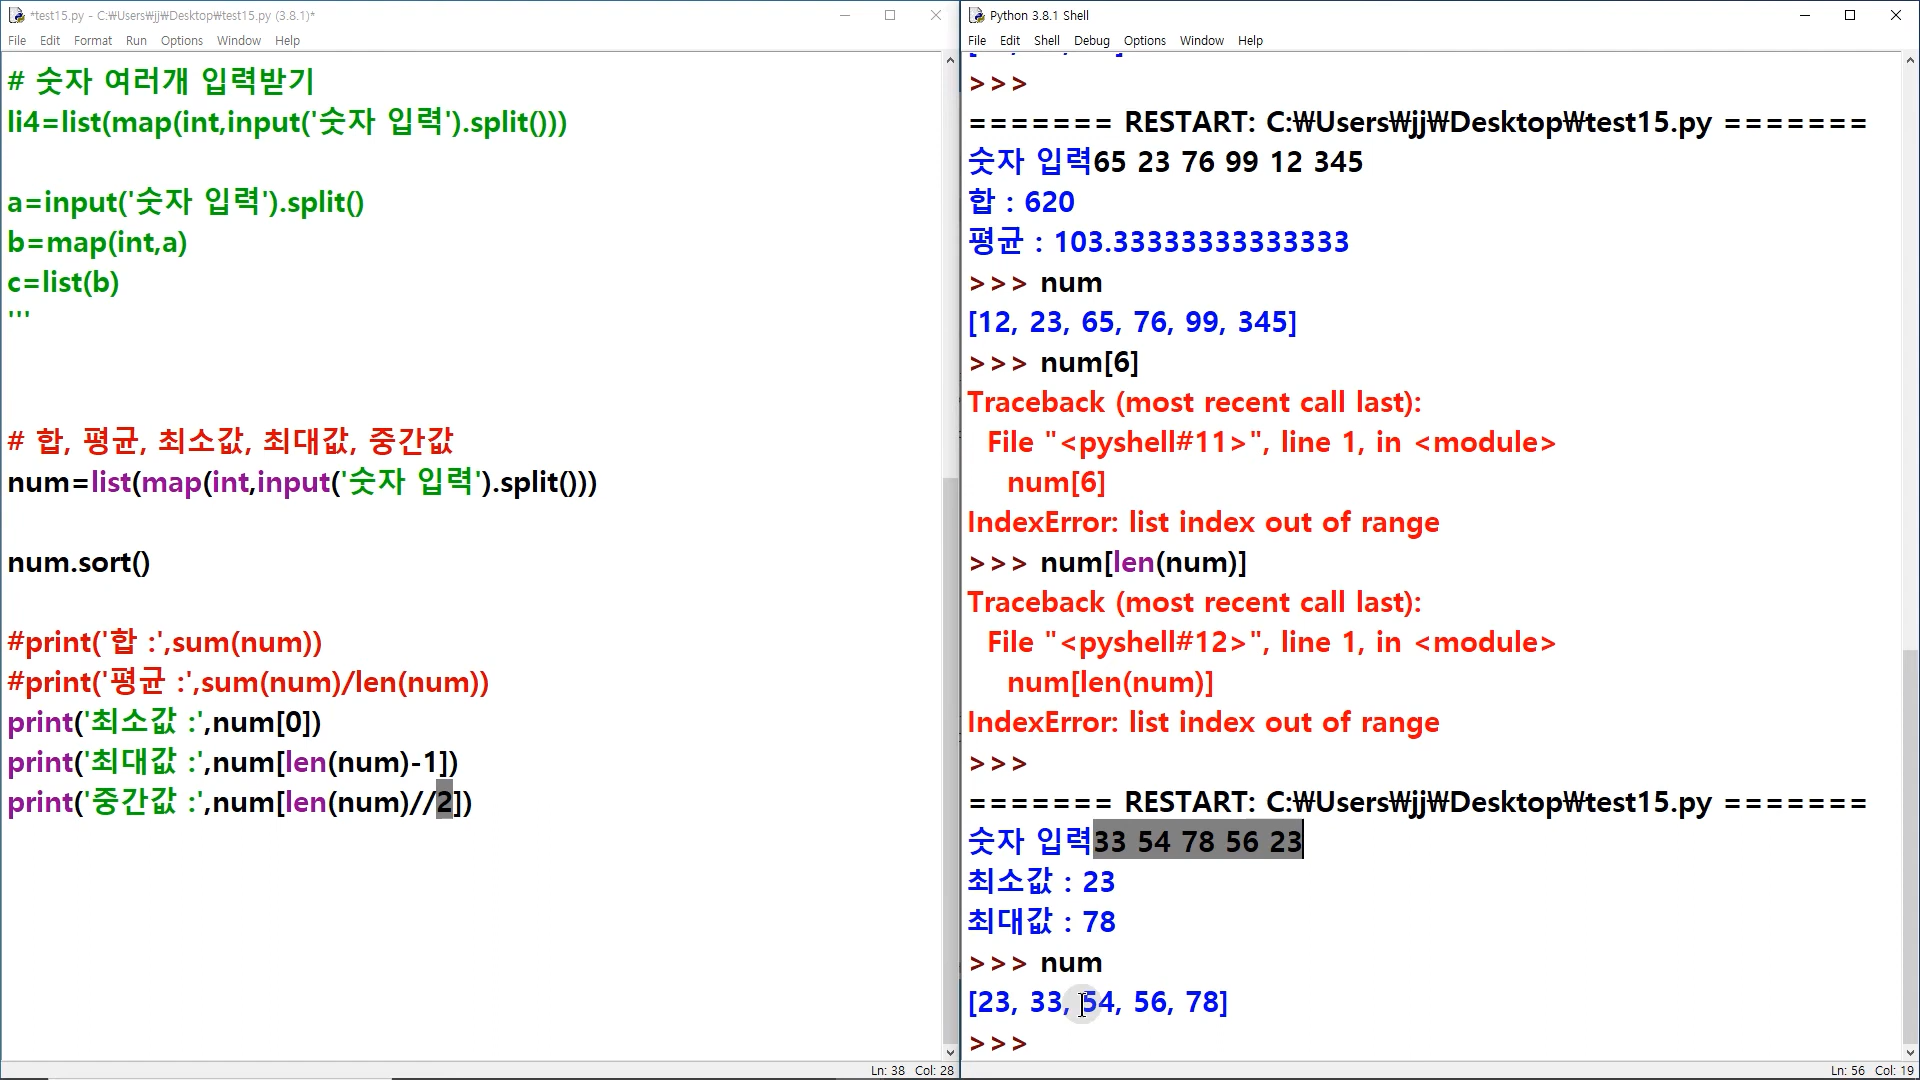 *test15.py - C:₩Users₩jj₩Desktop₩test15.py (3.8.1)*
File Edit Format Run Options Window Help
# 숫자 여러개 입력받기
li4=list(map(int,input('숫자 입력').split()))
a=input('숫자 입력').split()
b=map(int,a)
c=list(b)
'''
# 합, 평균, 최소값, 최대값, 중간값
num=list(map(int,input('숫자 입력').split()))
num.sort()
#print('합 :',sum(num))
#print('평균 :',sum(num)/len(num))
print('최소값 :',num[0])
print('최대값 :',num[len(num)-1])
print('중간값 :',num[len(num)//2])
Ln: 38 Col: 28
Python 3.8.1 Shell
File Edit Shell Debug Options Window Help
>>>
======= RESTART: C:₩Users₩jj₩Desktop₩test15.py =======
숫자 입력65 23 76 99 12 345
합 : 620
평균 : 103.33333333333333
>>> num
[12, 23, 65, 76, 99, 345]
>>> num[6]
Traceback (most recent call last):
File "<pyshell#11>", line 1, in <module>
num[6]
IndexError: list index out of range
>>> num[len(num)]
Traceback (most recent call last):
File "<pyshell#12>", line 1, in <module>
num[len(num)]
IndexError: list index out of range
>>>
======= RESTART: C:₩Users₩jj₩Desktop₩test15.py =======
숫자 입력33 54 78 56 23
최소값 : 23
최대값 : 78
>>> num
[23, 33, 54, 56, 78]
>>>
Ln: 56 Col: 19